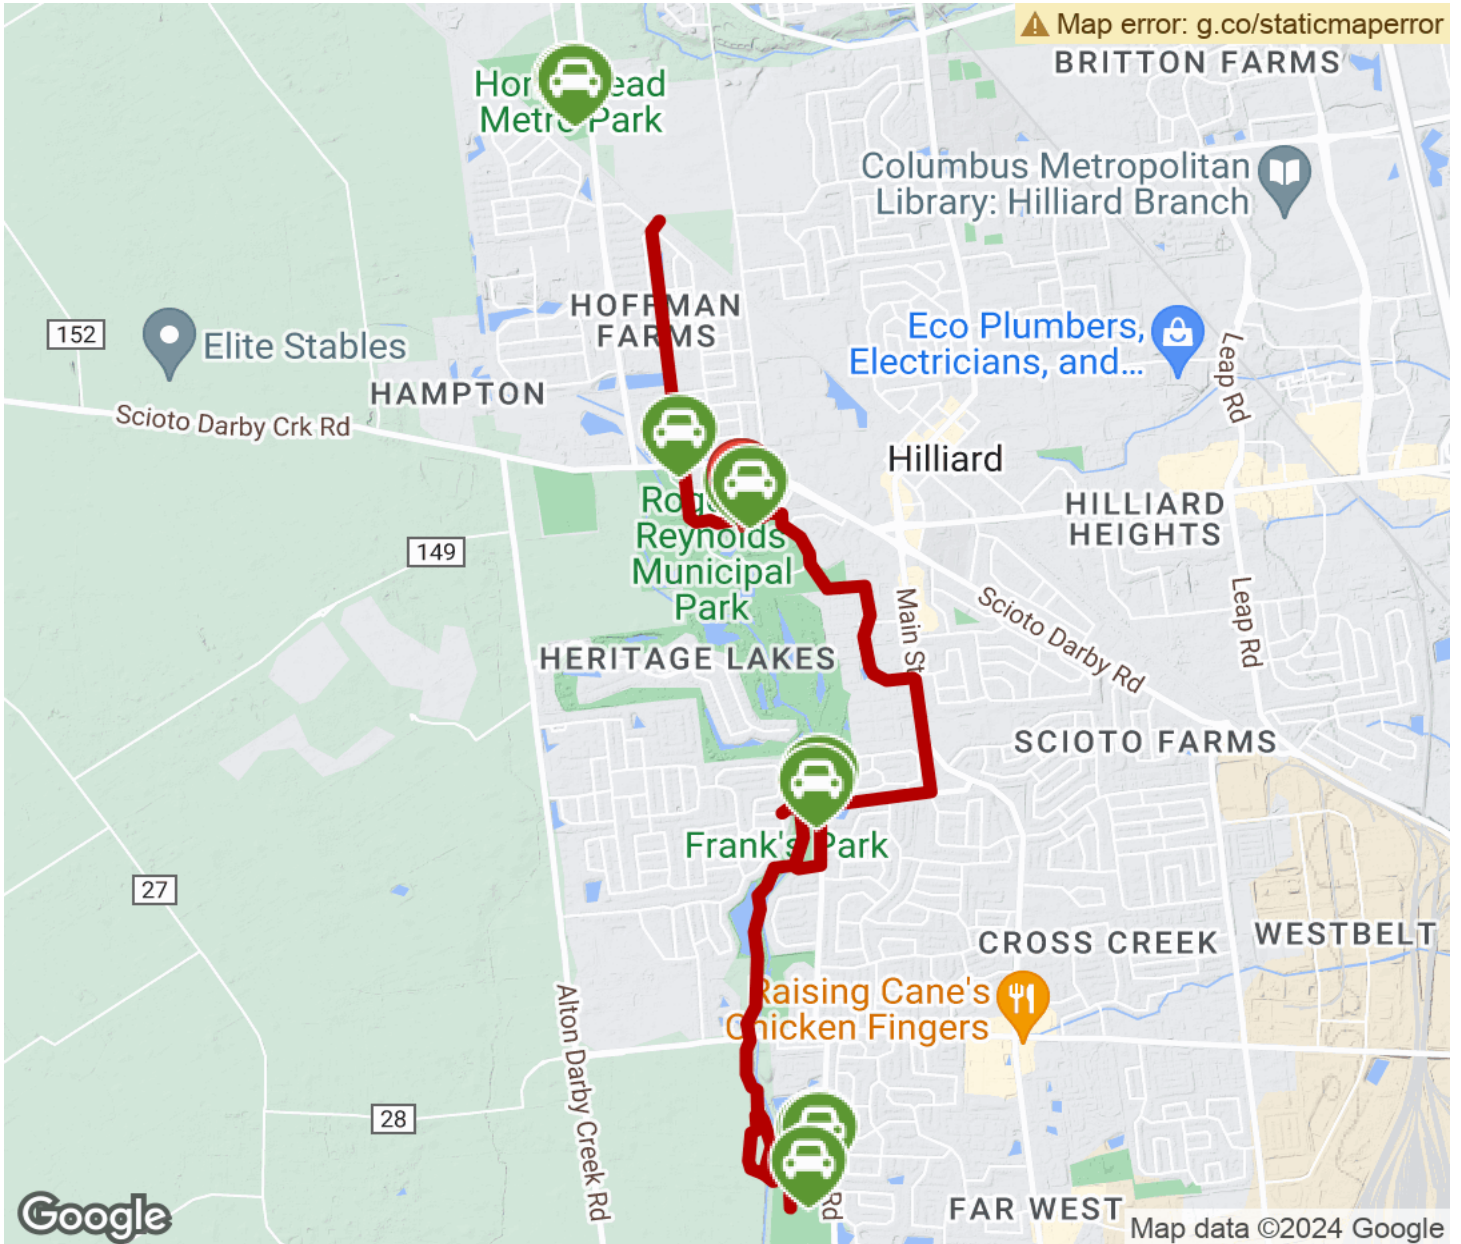 Map error: g.co/staticmaperror
BRITTON FARMS
Metro Park
Columbus Metropolitan
Library: Hilliard Branch
HOFFMAN
FARMS
152
Elite Stables
Eco Plumbers,
Electricians, and...
Leap Rd
HAMPTON
Scioto Darby Crk Rd
Hilliard
HILLIARD
HEIGHTS
Reynolds
Municipal
Park
149
Main St
Scioto Darby Rd
Leap Rd
HERITAGE LAKES
SCIOTO FARMS
Frank's Park
27
CROSS CREEK
WESTBELT
Raising Cane's
Chicken Fingers
Alton Darby Creek Rd
28
Rd
FAR WEST
Google
Map data ©2024 Google